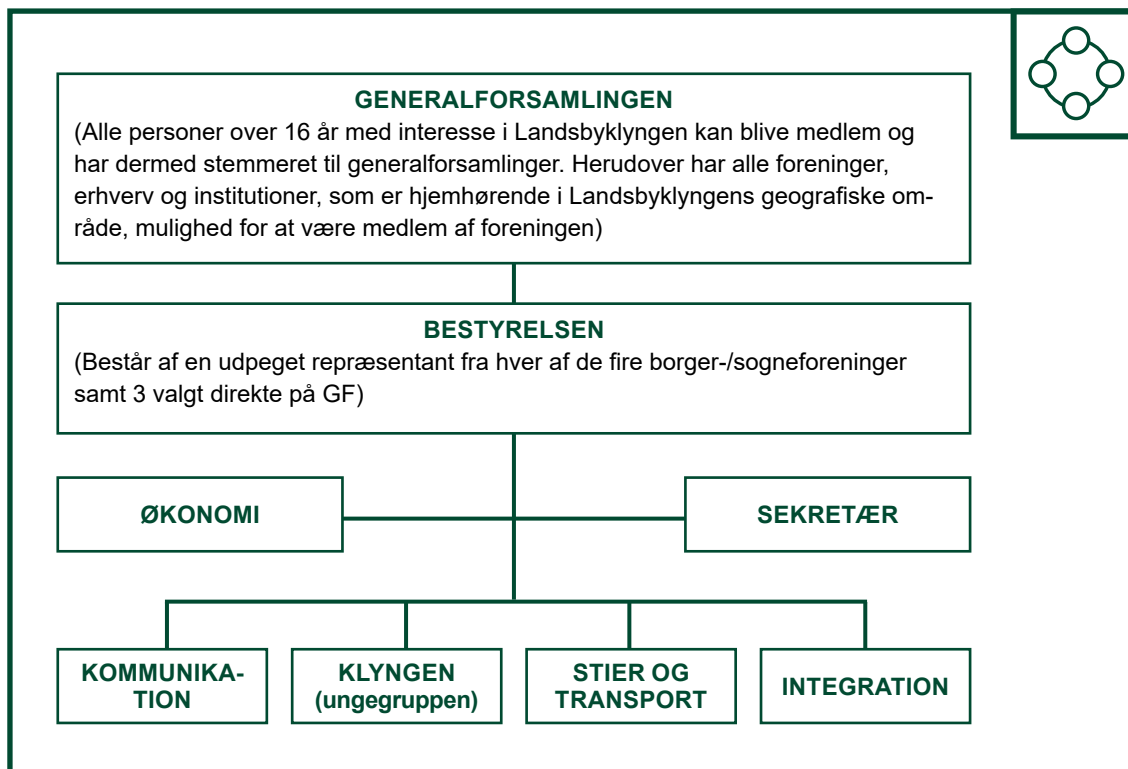 GENERALFORSAMLINGEN
(Alle personer over 16 år med interesse i Landsbyklyngen kan blive medlem og
har dermed stemmeret til generalforsamlinger. Herudover har alle foreninger,
erhverv og institutioner, som er hjemhørende i Landsbyklyngens geografiske om-
råde, mulighed for at være medlem af foreningen)
BESTYRELSEN
(Består af en udpeget repræsentant fra hver af de fire borger-/sogneforeninger
samt 3 valgt direkte på GF)
ØKONOMI
SEKRETÆR
KOMMUNIKA-
TION
KLYNGEN
(ungegruppen)
STIER OG
TRANSPORT
INTEGRATION